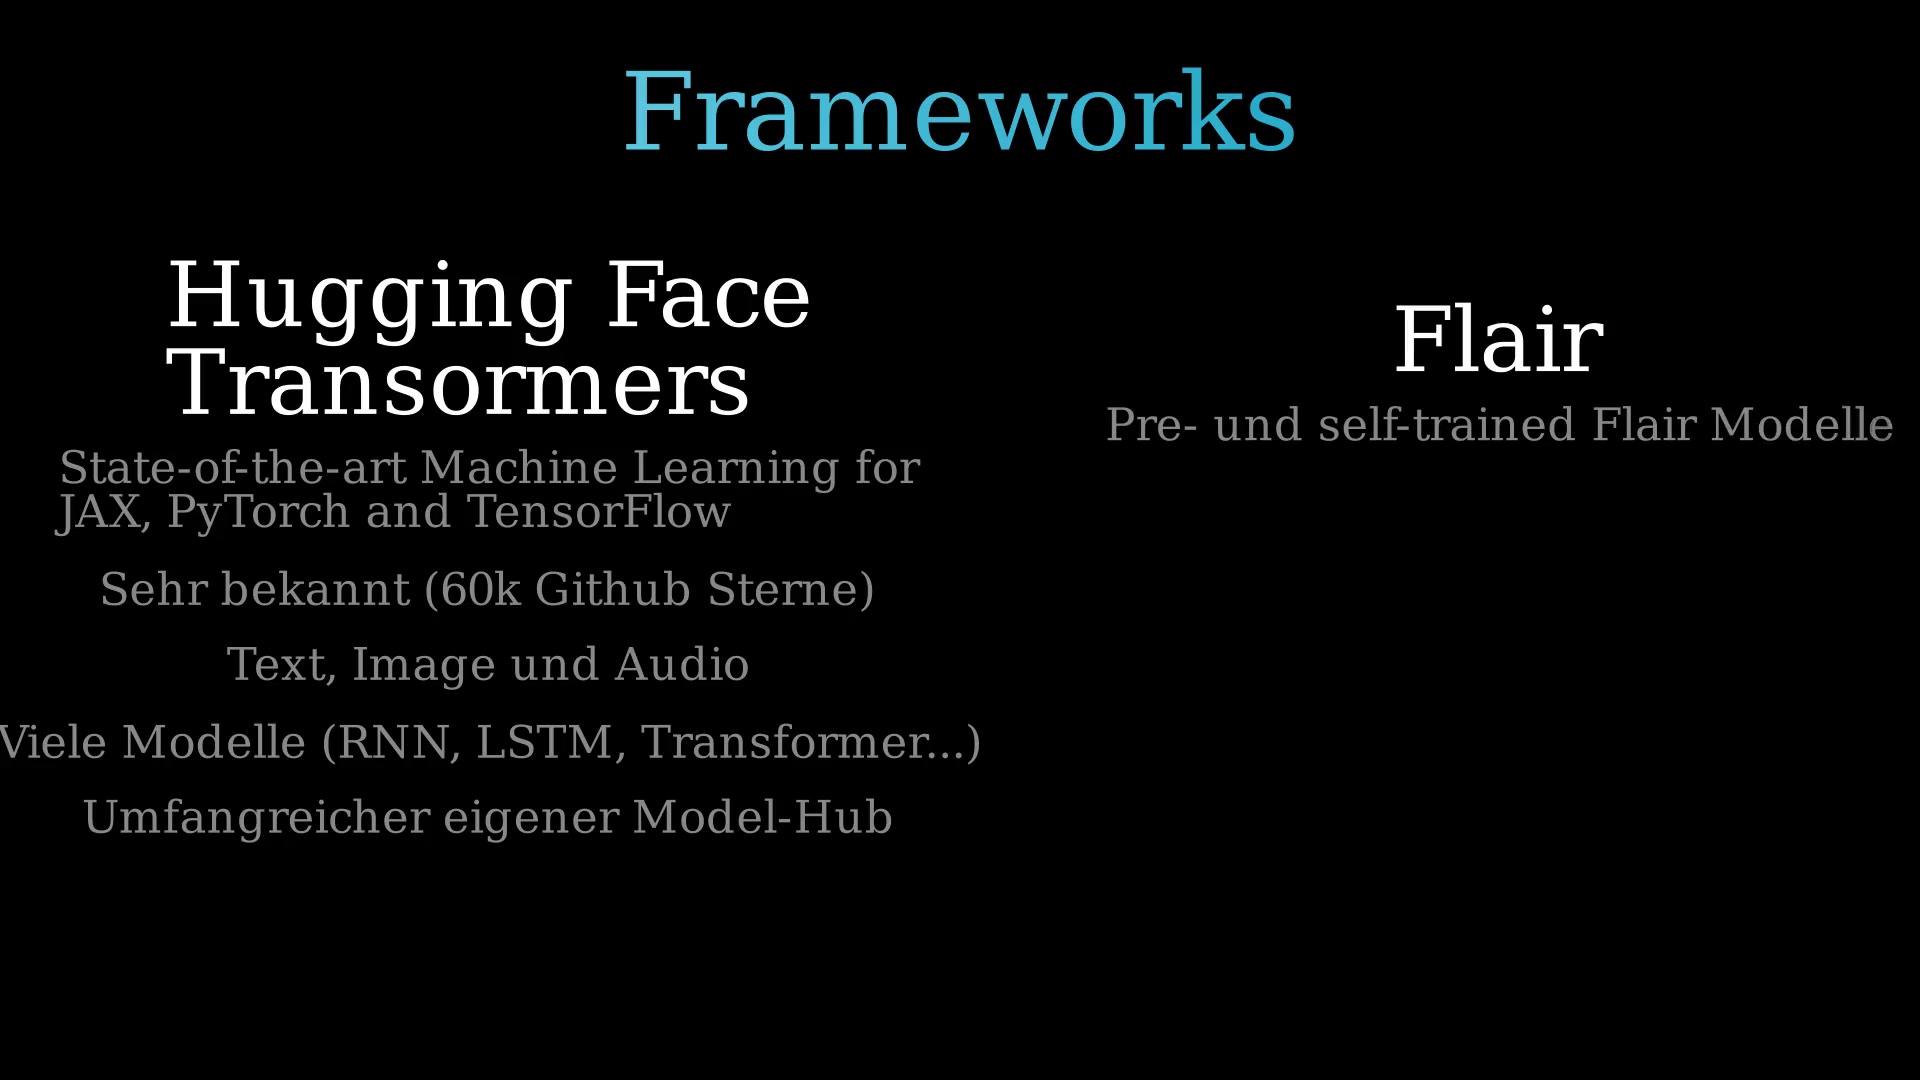 Frameworks
Hugging Face
Transormers
State-of-the-art Machine Learning for
JAX, PyTorch and TensorFlow
Sehr bekannt (60k Github Sterne)
Text, Image und Audio
Viele Modelle (RNN, LSTM, Transformer...)
Umfangreicher eigener Model-Hub
Flair
Pre- und self-trained Flair Modelle